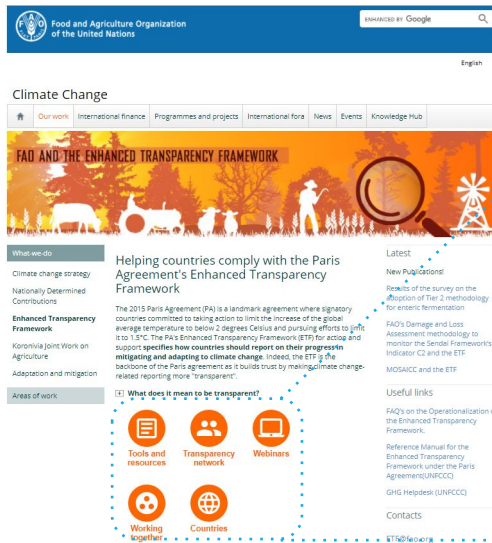 Food and Agriculture Organization
of the United Nations
ENHANCED BY Google
English
Climate Change
Our work
International finance
Programmes and projects
International fora
News
Events
Knowledge Hub
FAO AND THE ENHANCED TRANSPARENCY FRAMEWORK
What we do
Climate change strategy
Nationally Determined
Contributions
Enhanced Transparency
Framework
Koronivia Joint Work on
Agriculture
Adaptation and mitigation
Areas of work
Helping countries comply with the Paris
Agreement's Enhanced Transparency
Framework
The 2015 Paris Agreement (PA) is a landmark agreement where signatory
countries committed to taking action to limit the increase of the global
average temperature to below 2 degrees Celsius and pursuing efforts to limit
it to 1.5°C. The PA's Enhanced Transparency Framework (ETF) for action and
support specifies how countries should report on their progress in
mitigating and adapting to climate change. Indeed, the ETF is the
backbone of the Paris agreement as it builds trust by making climate change-
related reporting more "transparent".
What does it mean to be transparent?
Tools and
resources
Transparency
network
Webinars
Working
together
Countries
Latest
New Publications!
Results of the survey on the
adoption of Tier 2 methodology
for enteric fermentation
FAO's Damage and Loss
Assessment methodology to
monitor the Sendai Framework's
Indicator C2 and the ETF
MOSAICC and the ETF
Useful links
FAQ's on the Operationalization o
the Enhanced Transparency
Framework.
Reference Manual for the
Enhanced Transparency
Framework under the Paris
Agreement(UNFCCC)
GHG Helpdesk (UNFCCC)
Contacts
ETF@fao.org